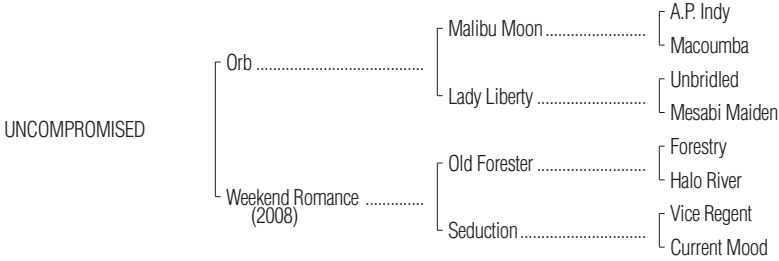 A.P. Indy
Malibu Moon ........................
Macoumba
Orb .......................................
Unbridled
Lady Liberty ..........................
Mesabi Maiden
UNCOMPROMISED
Forestry
Old Forester ..........................
Halo River
Weekend Romance ..............
(2008)
Vice Regent
Seduction ..............................
Current Mood